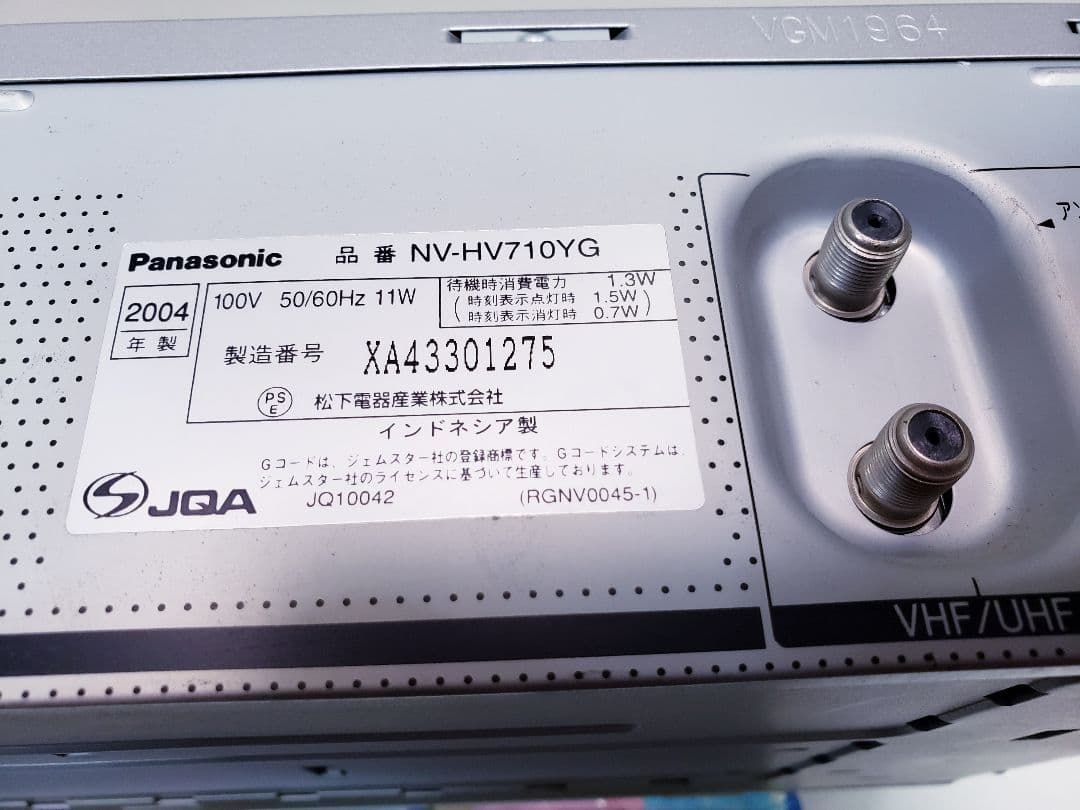 VGM1964
Panasonic 品番 NV-HV710YG
2004
年製
100V 50/60Hz 11W
待機時消費電力 1.3W
(時刻表示点灯時 1.5W
時刻表示消灯時 0.7W)
製造番号 XA43301275
PS
E
松下電器産業株式会社
インドネシア製
Gコードは、ジェムスター社の登録商標です。Gコードシステムは、
ジェムスター社のライセンスに基づいて生産しております。
JQA
JQ10042 (RGNV0045-1)
VHF/UHF